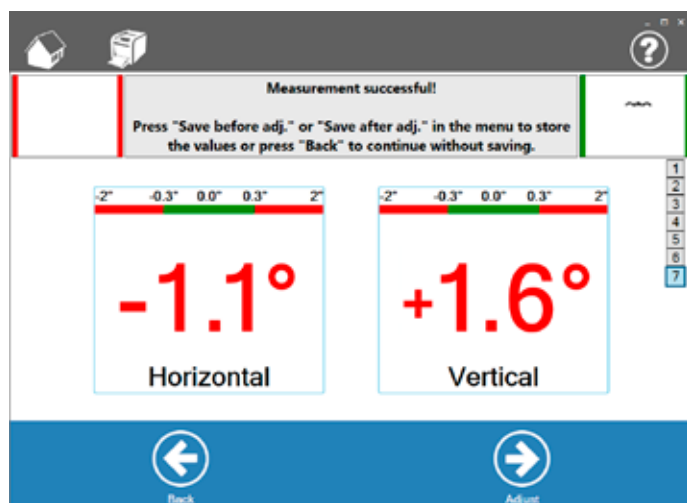 ?
Measurement successful!
Press "Save before adj." or "Save after adj." in the menu to store
the values or press "Back" to continue without saving.
-2° -0.3° 0.0° 0.3° 2°
-2° -0.3° 0.0° 0.3° 2°
-1.1°
+1.6°
Horizontal
Vertical
1
2
3
4
5
6
7
Back
Adjust